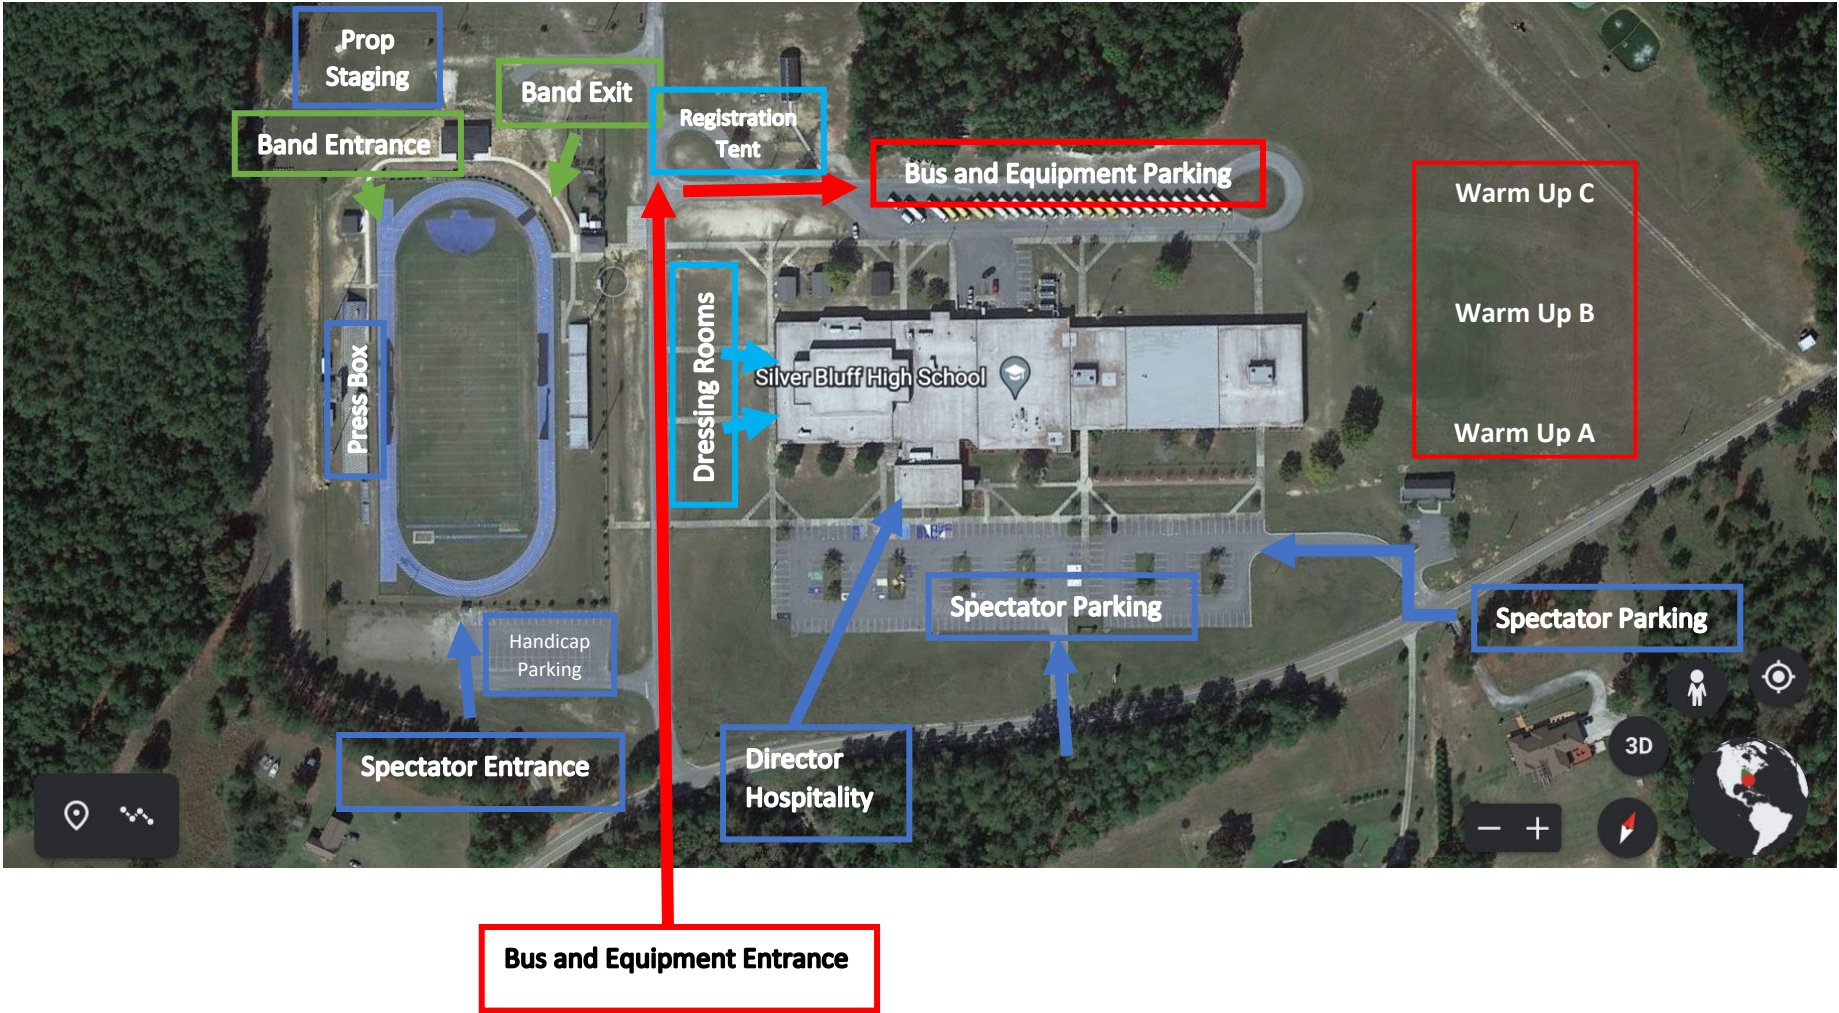 Prop
Staging
Band Exit
Band Entrance
Registration
Tent
Bus and Equipment Parking
Warm Up C
Warm Up B
Warm Up A
Press Box
Dressing Rooms
Silver Bluff High School
Spectator Parking
Spectator Parking
Handicap
Parking
Spectator Entrance
Director
Hospitality
3D
Bus and Equipment Entrance